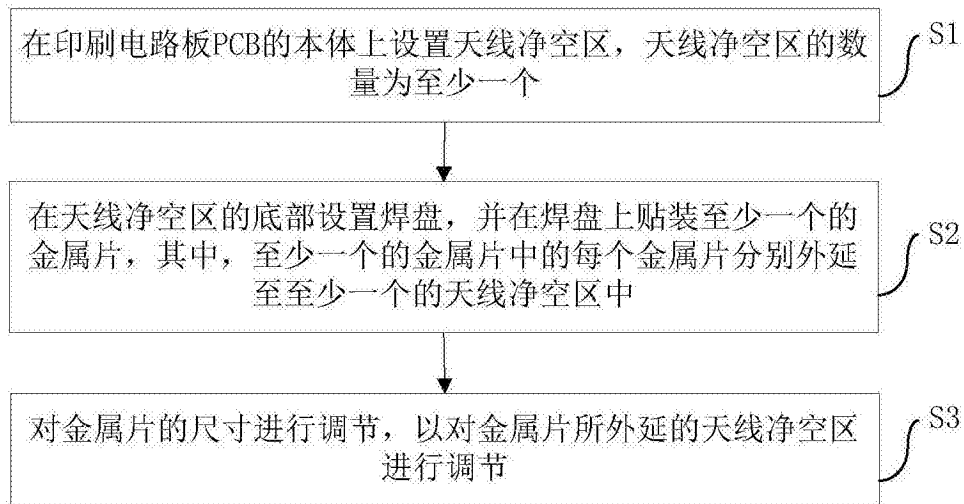 在印刷电路板PCB的本体上设置天线净空区，天线净空区的数
量为至少一个
S1
在天线净空区的底部设置焊盘，并在焊盘上贴装至少一个的
金属片，其中，至少一个的金属片中的每个金属片分别外延
至至少一个的天线净空区中
S2
对金属片的尺寸进行调节，以对金属片所外延的天线净空区
进行调节
S3